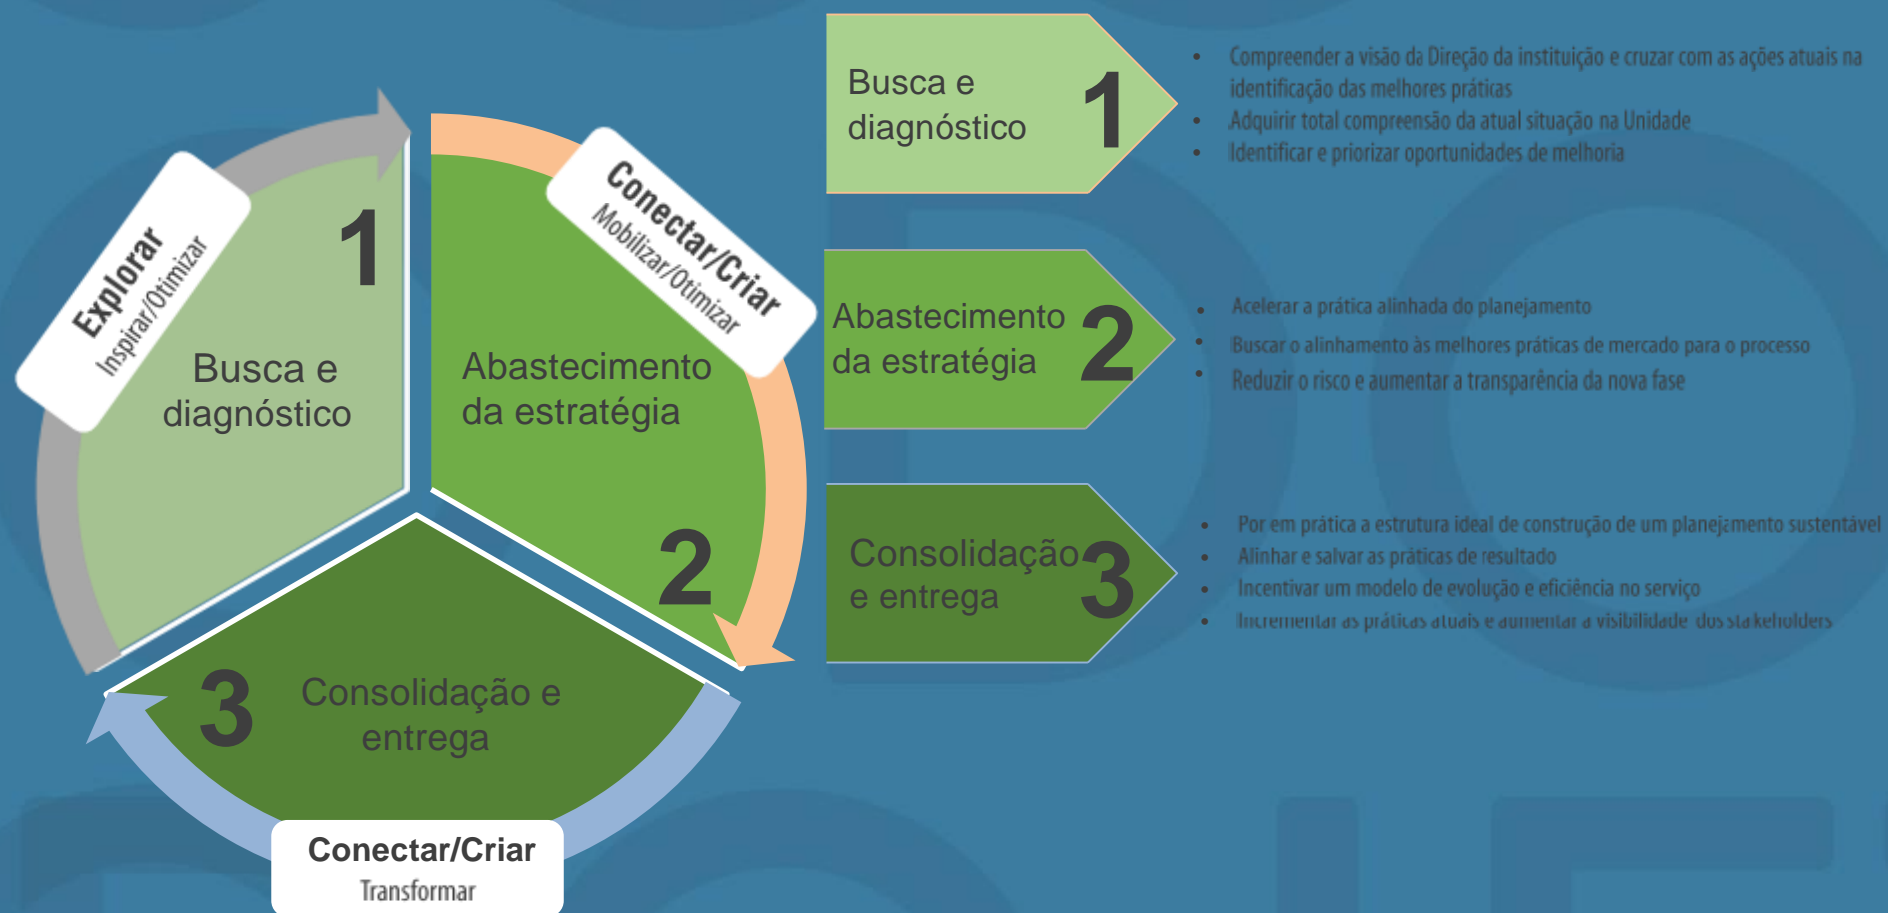 Explorar
Inspirar/Otimizar
1
Busca e
diagnóstico
Conectar/Criar
Mobilizar/Otimizar
Abastecimento
da estratégia
2
3
Consolidação e
entrega
Conectar/Criar
Transformar
Busca e
diagnóstico
1
• Compreender a visão da Direção da instituição e cruzar com as ações atuais na
identificação das melhores práticas
• Adquirir total compreensão da atual situação na Unidade
• Identificar e priorizar oportunidades de melhoria
Abastecimento
da estratégia
2
• Acelerar a prática alinhada do planejamento
• Buscar o alinhamento às melhores práticas de mercado para o processo
• Reduzir o risco e aumentar a transparência da nova fase
Consolidação
e entrega
3
• Por em prática a estrutura ideal de construção de um planejamento sustentável
• Alinhar e salvar as práticas de resultado
• Incentivar um modelo de evolução e eficiência no serviço
• Incrementar as práticas atuais e aumentar a visibilidade dos stakeholders